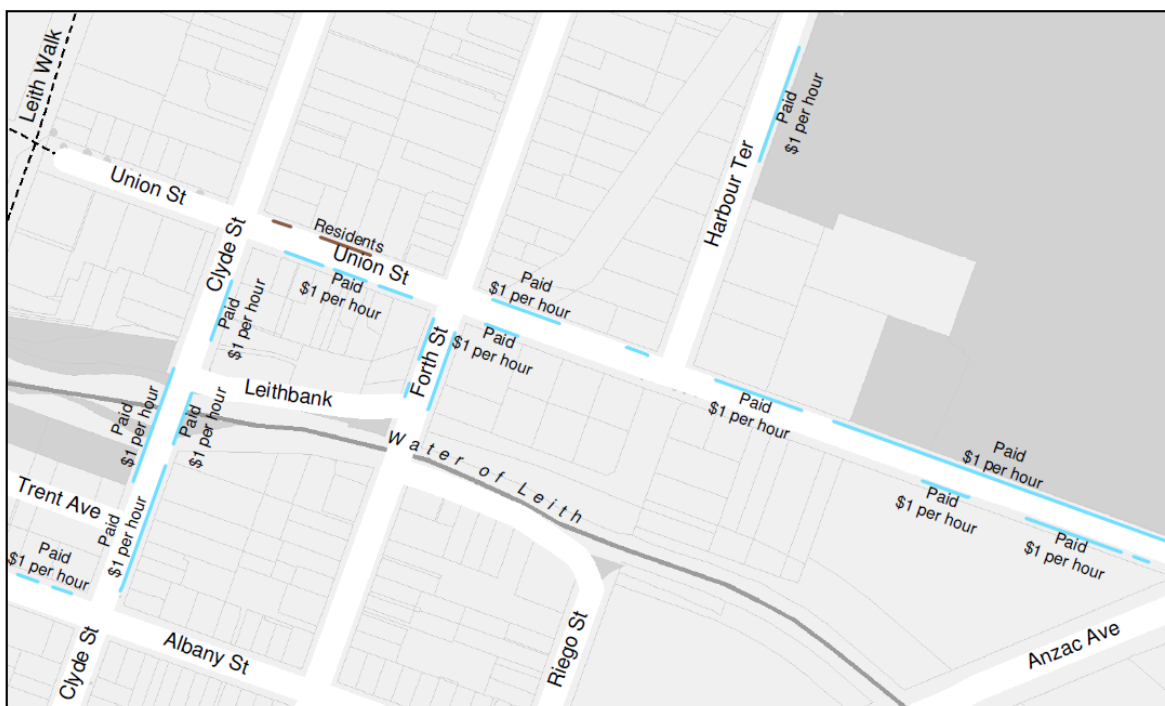 Leith Walk
Union St
Clyde St
Residents
Union St
Paid
$1 per hour
Paid
$1 per hour
Harbour Ter
Paid
$1 per hour
Paid
$1 per hour
Forth St
Paid
$1 per hour
Leithbank
Paid
$1 per hour
Paid
$1 per hour
Paid
$1 per hour
Water of Leith
Paid
$1 per hour
Paid
$1 per hour
Paid
$1 per hour
Trent Ave
Paid
$1 per hour
Paid
$1 per hour
Clyde St
Albany St
Riego St
Anzac Ave